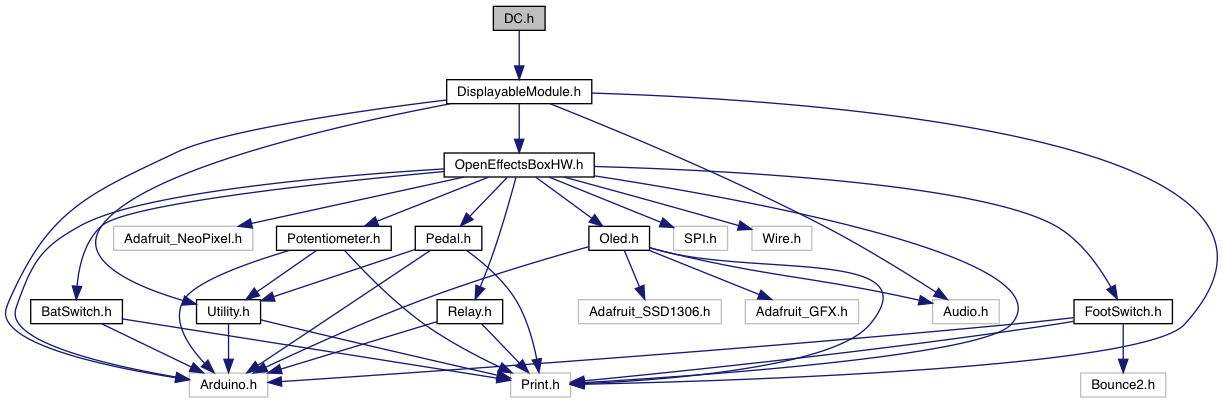 DC.h
DisplayableModule.h
OpenEffectsBoxHW.h
Adafruit_NeoPixel.h
Potentiometer.h
Pedal.h
Oled.h
SPI.h
Wire.h
BatSwitch.h
Utility.h
Relay.h
Adafruit_SSD1306.h
Adafruit_GFX.h
Audio.h
FootSwitch.h
Arduino.h
Print.h
Bounce2.h